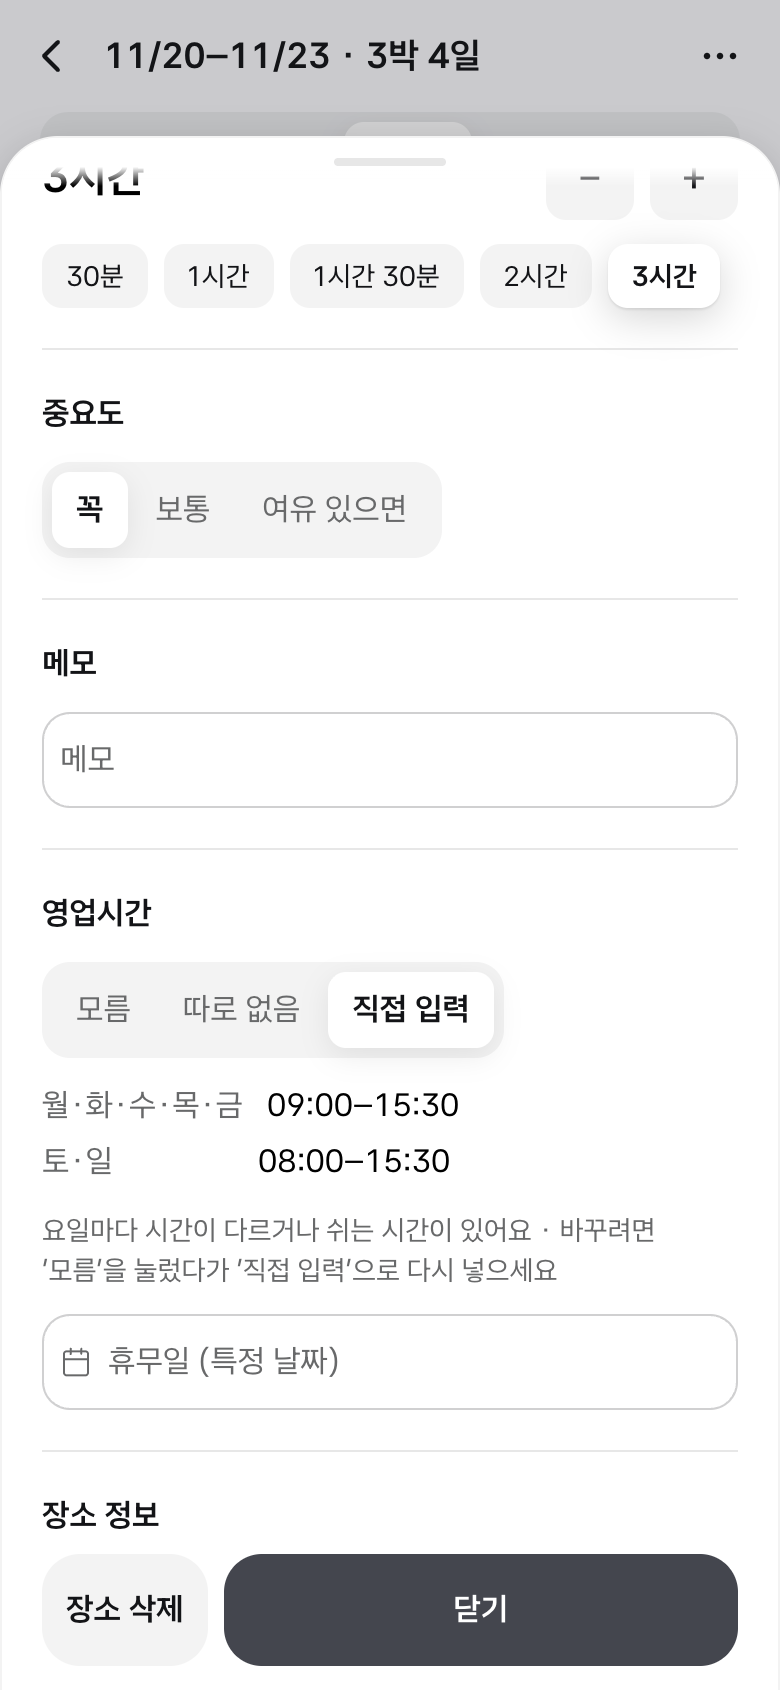 11/20–11/23 · 3박 4일
3시간
− +
30분 1시간 1시간 30분 2시간 3시간
중요도
꼭 보통 여유 있으면
메모
메모
영업시간
모름 따로 없음 직접 입력
월·화·수·목·금 09:00–15:30
토·일 08:00–15:30
요일마다 시간이 다르거나 쉬는 시간이 있어요 · 바꾸려면
'모름'을 눌렀다가 '직접 입력'으로 다시 넣으세요
휴무일 (특정 날짜)
장소 정보
장소 삭제 닫기